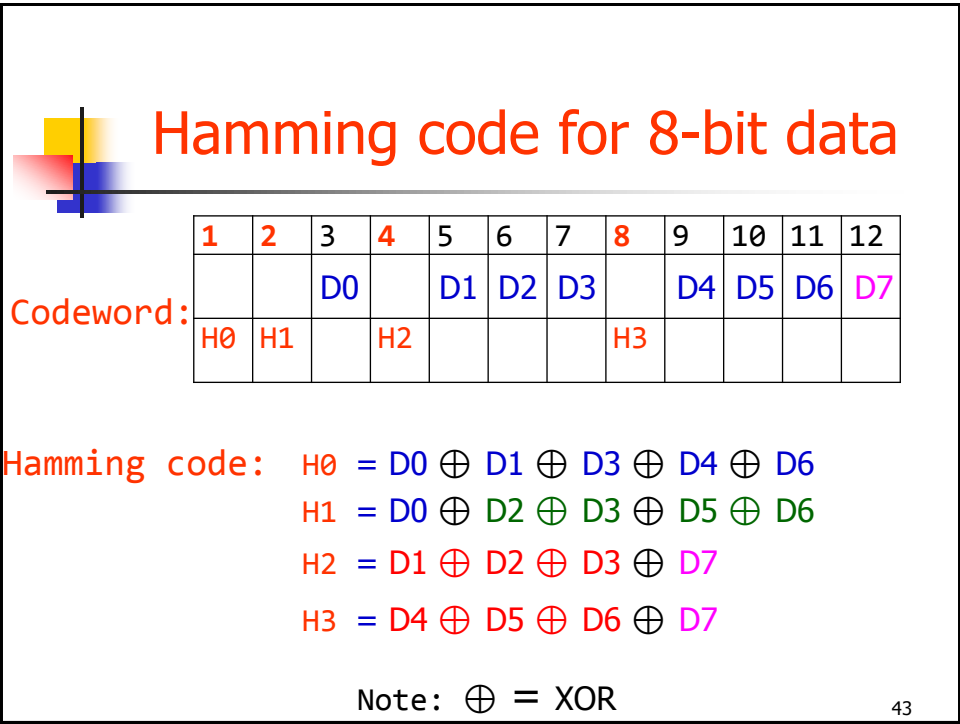 Hamming code for 8-bit data
1 2 3 4 5 6 7 8 9 10 11 12
D0 D1 D2 D3 D4 D5 D6 D7
Codeword:
H0 H1 H2 H3
Hamming code: H0 = D0 ⊕ D1 ⊕ D3 ⊕ D4 ⊕ D6
H1 = D0 ⊕ D2 ⊕ D3 ⊕ D5 ⊕ D6
H2 = D1 ⊕ D2 ⊕ D3 ⊕ D7
H3 = D4 ⊕ D5 ⊕ D6 ⊕ D7
Note: ⊕ = XOR
43